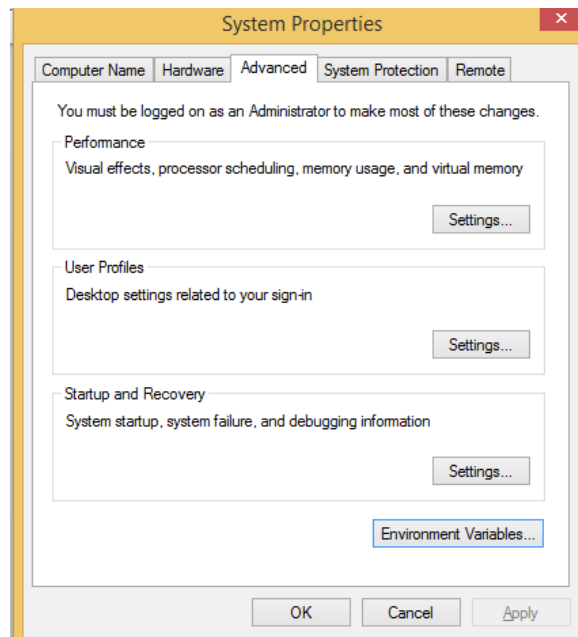 System Properties
Computer Name Hardware Advanced System Protection Remote
You must be logged on as an Administrator to make most of these changes.
Performance
Visual effects, processor scheduling, memory usage, and virtual memory
Settings...
User Profiles
Desktop settings related to your sign-in
Settings...
Startup and Recovery
System startup, system failure, and debugging information
Settings...
Environment Variables...
OK Cancel Apply